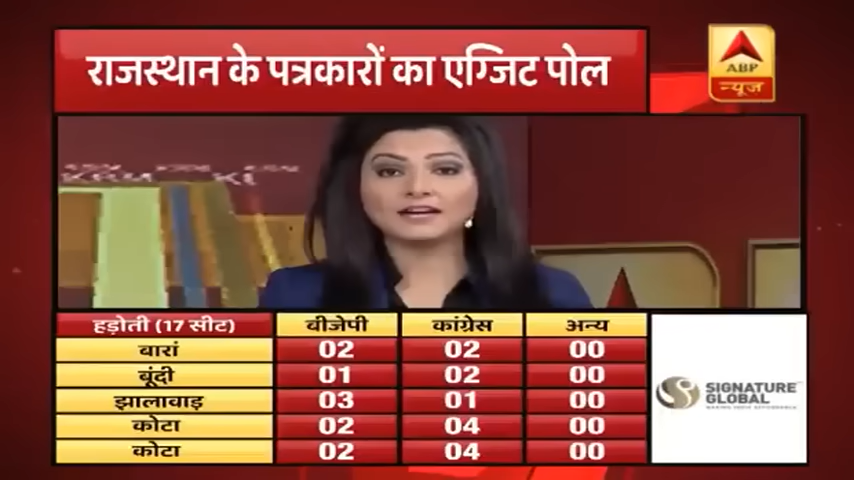 राजस्थान के पत्रकारों का एग्जिट पोल
ABP
न्यूज़
हड़ोती (17 सीट) बीजेपी कांग्रेस अन्य
बारां 02 02 00
बूंदी 01 02 00
झालावाड़ 03 01 00
कोटा 02 04 00
कोटा 02 04 00
SIGNATURE
GLOBAL